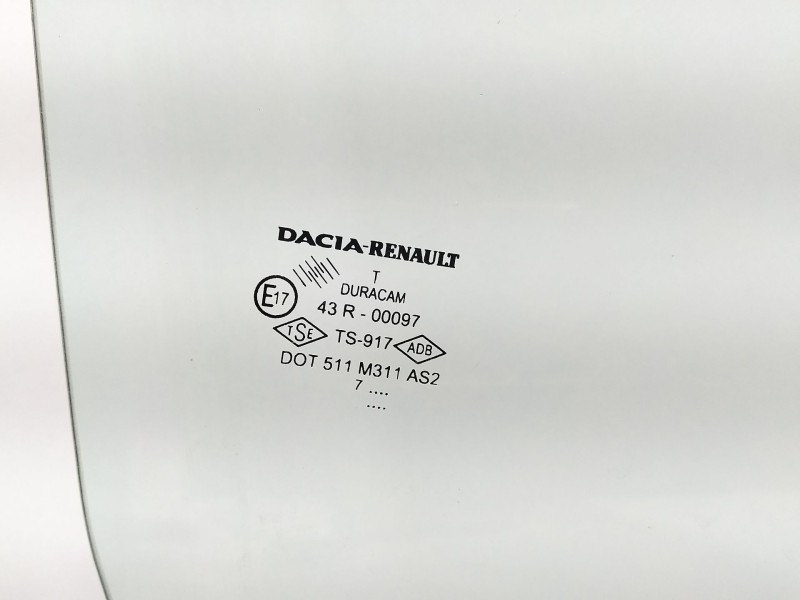 DACIA-RENAULT
T
DURACAM
E17
43 R - 00097
TSE TS-917 ADB
DOT 511 M311 AS2
7 ....
....